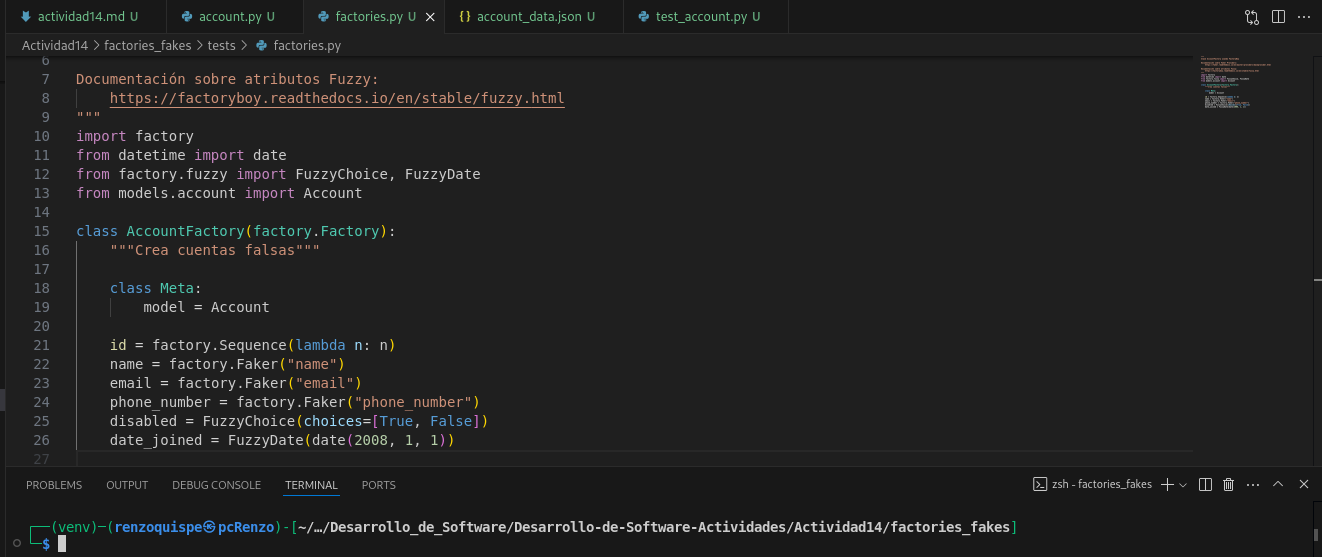 actividad14.md U
account.py U
factories.py U
account_data.json U
test_account.py U
Actividad14 > factories_fakes > tests > factories.py
6
7 Documentación sobre atributos Fuzzy:
8 https://factoryboy.readthedocs.io/en/stable/fuzzy.html
9 """
10 import factory
11 from datetime import date
12 from factory.fuzzy import FuzzyChoice, FuzzyDate
13 from models.account import Account
14
15 class AccountFactory(factory.Factory):
16 """Crea cuentas falsas"""
17
18 class Meta:
19 model = Account
20
21 id = factory.Sequence(lambda n: n)
22 name = factory.Faker("name")
23 email = factory.Faker("email")
24 phone_number = factory.Faker("phone_number")
25 disabled = FuzzyChoice(choices=[True, False])
26 date_joined = FuzzyDate(date(2008, 1, 1))
27
PROBLEMS OUTPUT DEBUG CONSOLE TERMINAL PORTS
zsh - factories_fakes
(venv)-(renzoquispe㉿pcRenzo)-[~/…/Desarrollo_de_Software/Desarrollo-de-Software-Actividades/Actividad14/factories_fakes]
$